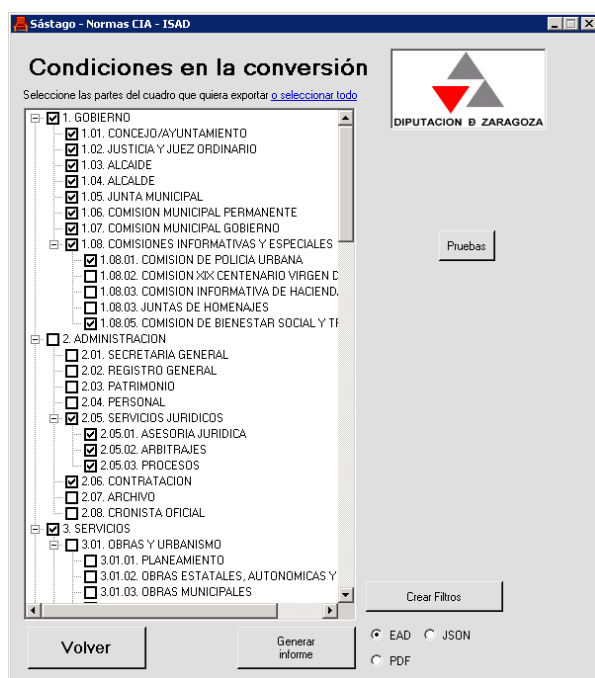 Sástago - Normas CIA - ISAD
Condiciones en la conversión
Seleccione las partes del cuadro que quiera exportar o seleccionar todo
DIPUTACION Ð ZARAGOZA
1. GOBIERNO
1.01. CONCEJO/AYUNTAMIENTO
1.02. JUSTICIA Y JUEZ ORDINARIO
1.03. ALCAIDE
1.04. ALCALDE
1.05. JUNTA MUNICIPAL
1.06. COMISION MUNICIPAL PERMANENTE
1.07. COMISION MUNICIPAL GOBIERNO
1.08. COMISIONES INFORMATIVAS Y ESPECIALES
1.08.01. COMISION DE POLICIA URBANA
1.08.02. COMISION XIX CENTENARIO VIRGEN D
1.08.03. COMISION INFORMATIVA DE HACIEND
1.08.03. JUNTAS DE HOMENAJES
1.08.05. COMISION DE BIENESTAR SOCIAL Y
2. ADMINISTRACION
2.01. SECRETARIA GENERAL
2.02. REGISTRO GENERAL
2.03. PATRIMONIO
2.04. PERSONAL
2.05. SERVICIOS JURIDICOS
2.05.01. ASESORIA JURIDICA
2.05.02. ARBITRAJES
2.05.03. PROCESOS
2.06. CONTRATACION
2.07. ARCHIVO
2.08. CRONISTA OFICIAL
3. SERVICIOS
3.01. OBRAS Y URBANISMO
3.01.01. PLANEAMIENTO
3.01.02. OBRAS ESTATALES, AUTONOMICAS Y
3.01.03. OBRAS MUNICIPALES
Pruebas
Crear Filtros
Volver
Generar
informe
EAD JSON
PDF